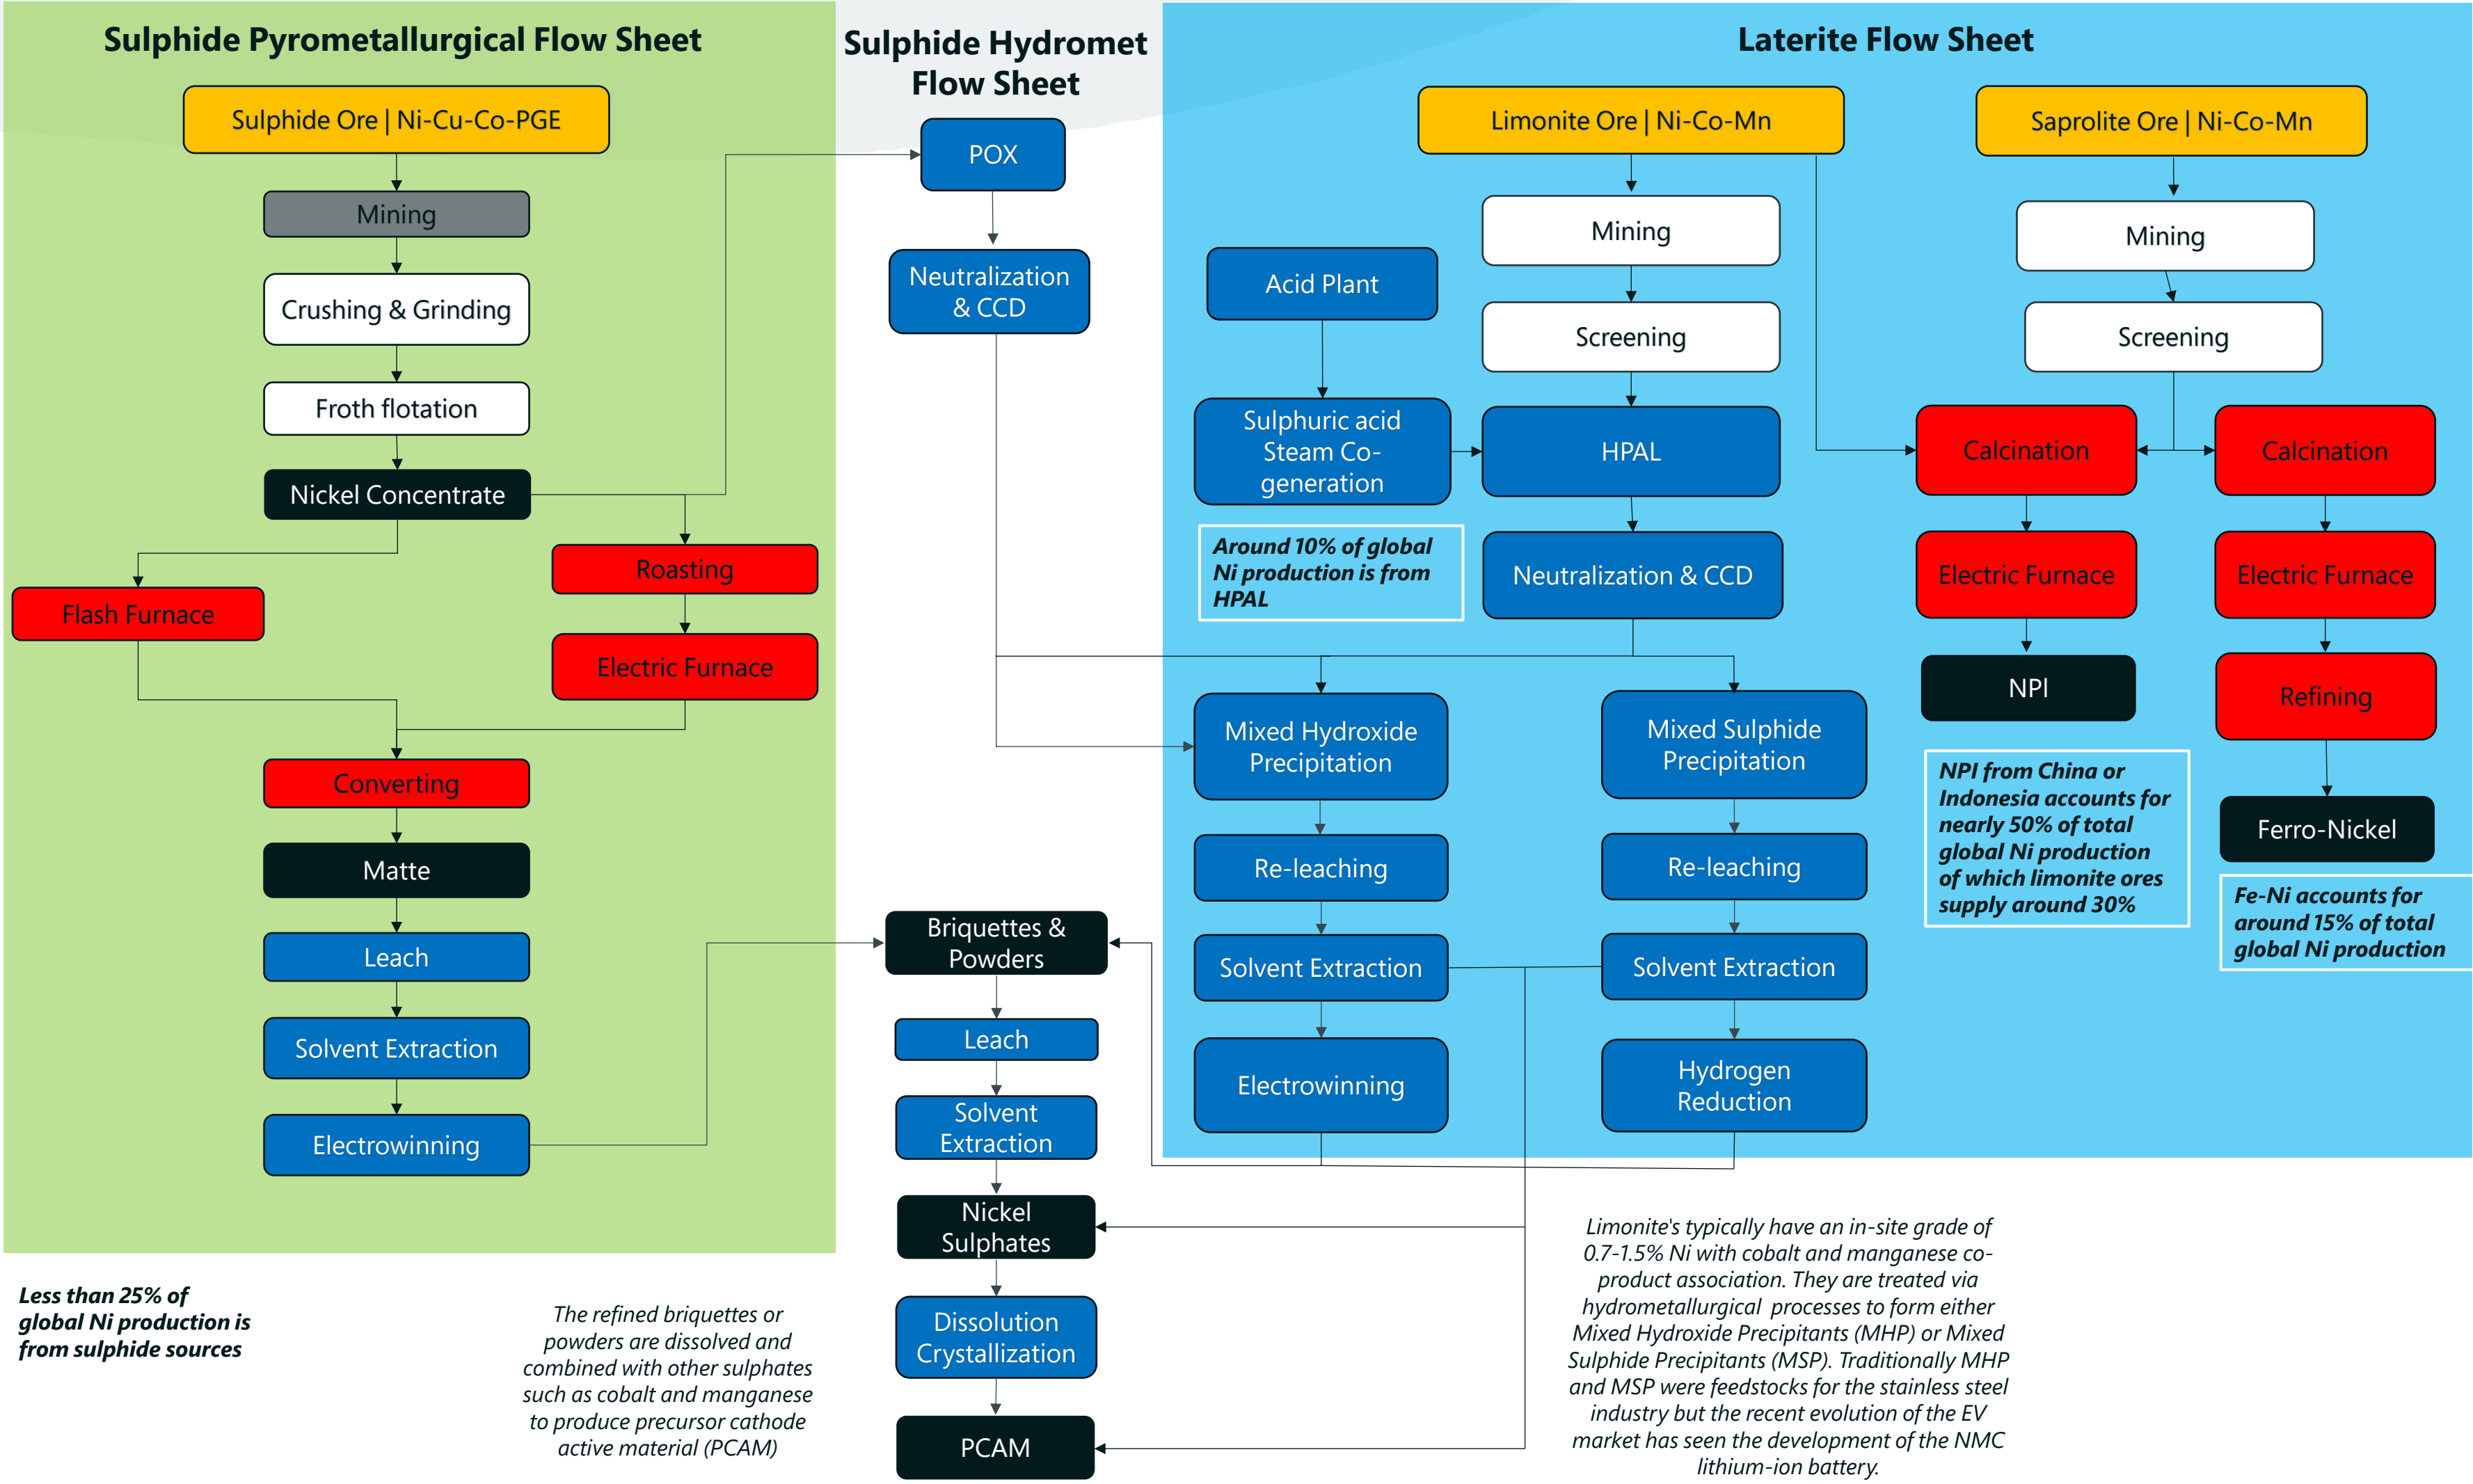 Sulphide Pyrometallurgical Flow Sheet
Sulphide Ore | Ni-Cu-Co-PGE
Mining
Crushing & Grinding
Froth flotation
Nickel Concentrate
Roasting
Flash Furnace
Electric Furnace
Converting
Matte
Leach
Solvent Extraction
Electrowinning
Less than 25% of
global Ni production is
from sulphide sources
Sulphide Hydromet
Flow Sheet
POX
Neutralization
& CCD
Briquettes &
Powders
Leach
Solvent
Extraction
Nickel
Sulphates
Dissolution
Crystallization
PCAM
The refined briquettes or
powders are dissolved and
combined with other sulphates
such as cobalt and manganese
to produce precursor cathode
active material (PCAM)
Laterite Flow Sheet
Limonite Ore | Ni-Co-Mn
Mining
Screening
Acid Plant
Sulphuric acid
Steam Co-
generation
HPAL
Around 10% of global
Ni production is from
HPAL
Neutralization & CCD
Mixed Hydroxide
Precipitation
Re-leaching
Solvent Extraction
Electrowinning
Mixed Sulphide
Precipitation
Re-leaching
Solvent Extraction
Hydrogen
Reduction
Saprolite Ore | Ni-Co-Mn
Mining
Screening
Calcination
Electric Furnace
NPl
NPI from China or
Indonesia accounts for
nearly 50% of total
global Ni production
of which limonite ores
supply around 30%
Calcination
Electric Furnace
Refining
Ferro-Nickel
Fe-Ni accounts for
around 15% of total
global Ni production
Limonite's typically have an in-site grade of
0.7-1.5% Ni with cobalt and manganese co-
product association. They are treated via
hydrometallurgical processes to form either
Mixed Hydroxide Precipitants (MHP) or Mixed
Sulphide Precipitants (MSP). Traditionally MHP
and MSP were feedstocks for the stainless steel
industry but the recent evolution of the EV
market has seen the development of the NMC
lithium-ion battery.